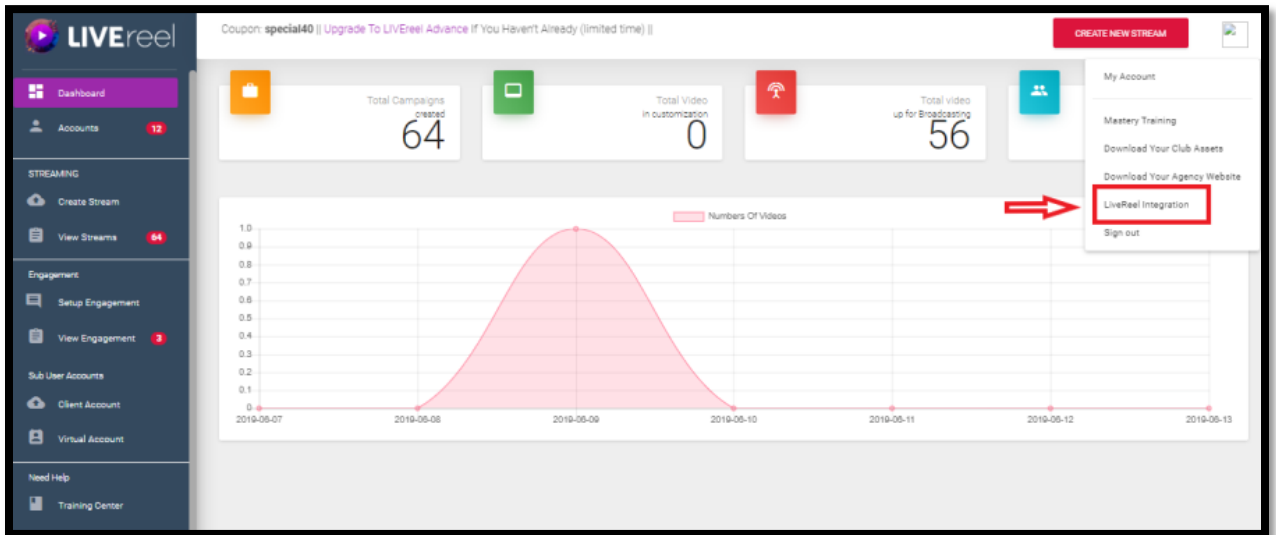 LIVEreel
Coupon: special40 || Upgrade To LIVEreel Advance If You Haven't Already (limited time) ||
CREATE NEW STREAM
Dashboard
Accounts 12
STREAMING
Create Stream
View Streams 64
Engagement
Setup Engagement
View Engagement 3
Sub User Accounts
Client Account
Virtual Account
Need Help
Training Center
Total Campaigns
created
64
Total Video
in customization
0
Total video
up for Broadcasting
56
My Account
Mastery Training
Download Your Club Assets
Download Your Agency Website
LiveReel Integration
Sign out
Numbers Of Videos
1.0
0.9
0.8
0.7
0.6
0.5
0.4
0.3
0.2
0.1
0
2019-06-07 2019-06-08 2019-06-09 2019-06-10 2019-06-11 2019-06-12 2019-06-13